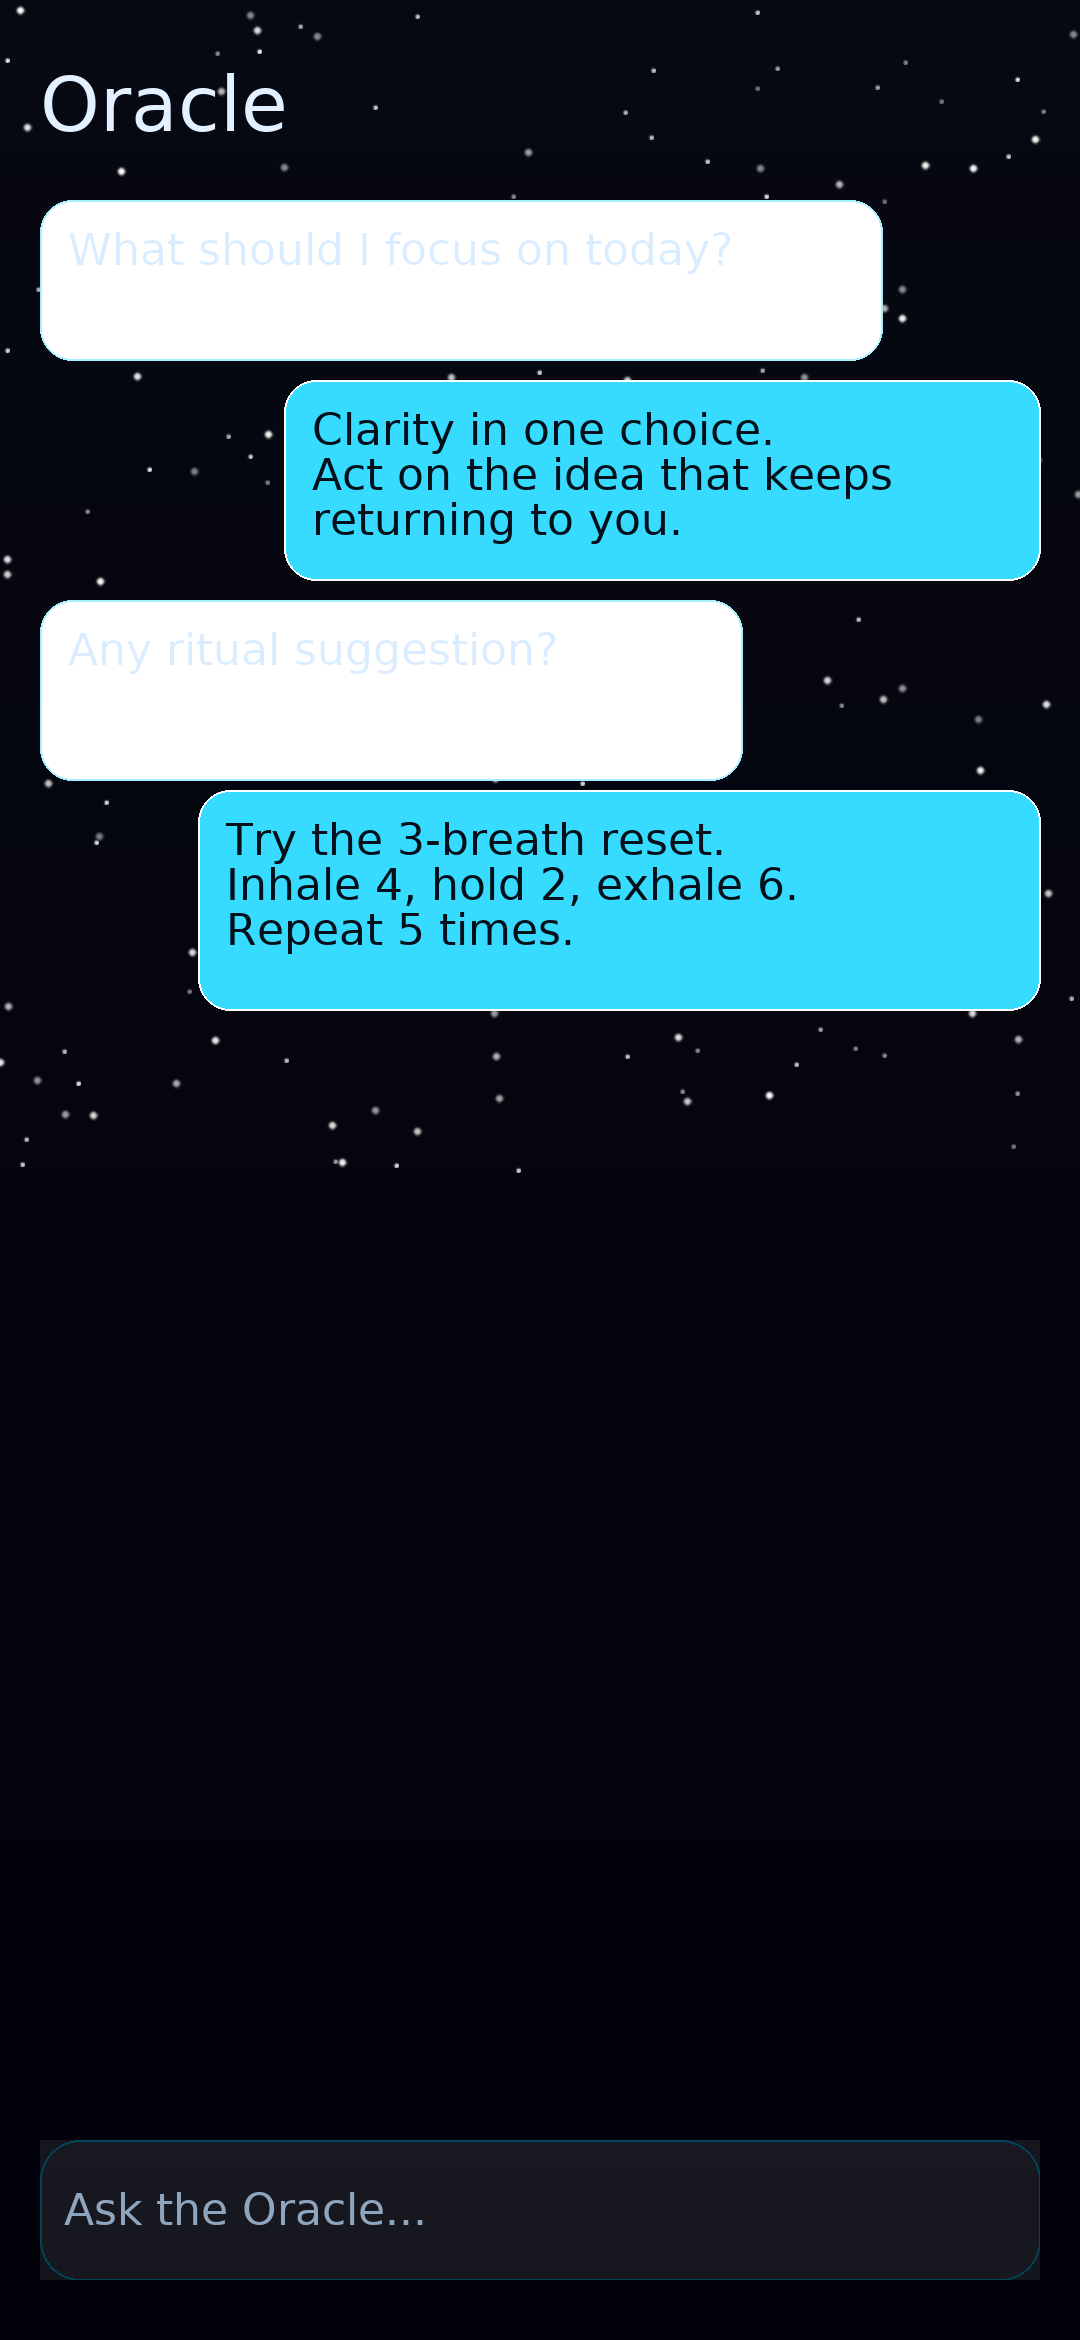 Oracle
What should I focus on today?
Clarity in one choice.
Act on the idea that keeps
returning to you.
Any ritual suggestion?
Try the 3-breath reset.
Inhale 4, hold 2, exhale 6.
Repeat 5 times.
Ask the Oracle...